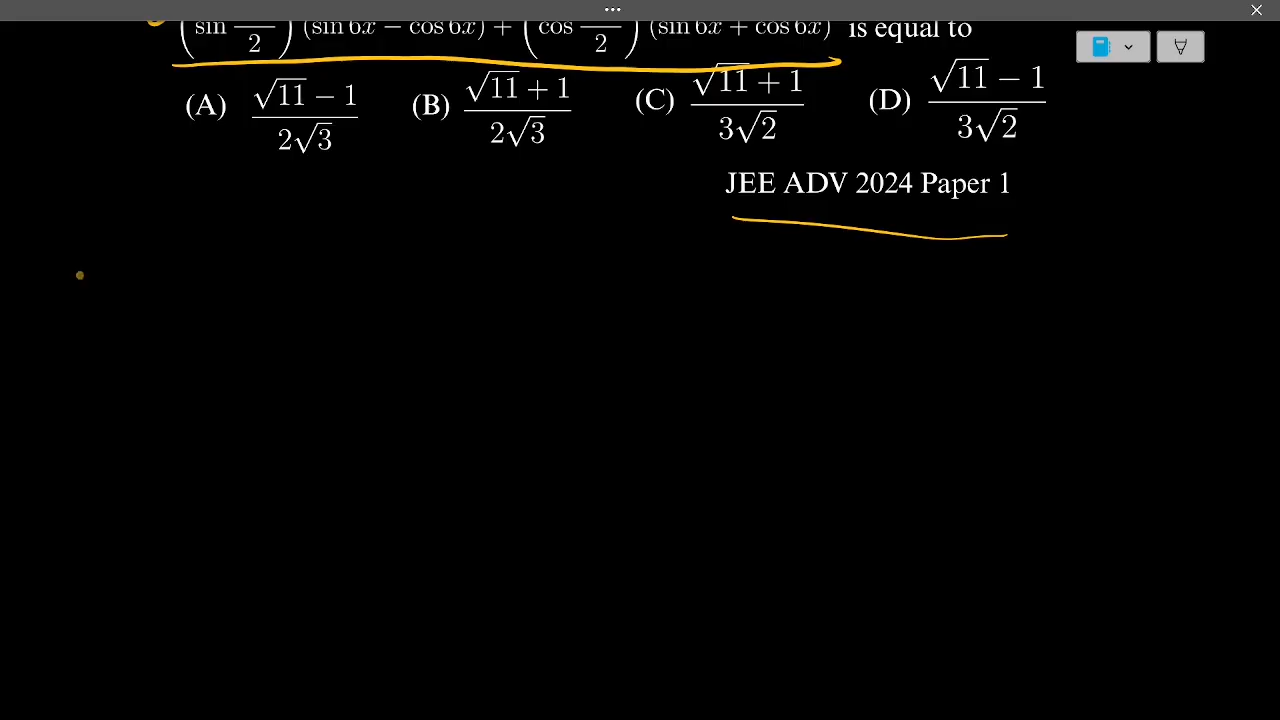 (sin /2) (sin 6x − cos 6x) + (cos /2) (sin 6x + cos 6x) is equal to
(A) (√11 − 1)/(2√3) (B) (√11 + 1)/(2√3) (C) (√11 + 1)/(3√2) (D) (√11 − 1)/(3√2)
JEE ADV 2024 Paper 1